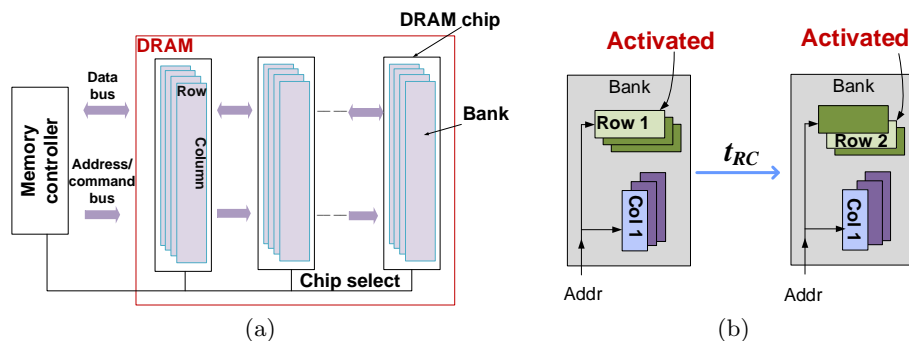 DRAM chip
DRAM
Data
bus
Row
Column
Bank
Memory
controller
Address/
command
bus
Chip select
(a)
Activated
Bank
Row 1
Col 1
Addr
tRC
Activated
Bank
Row 2
Col 1
Addr
(b)